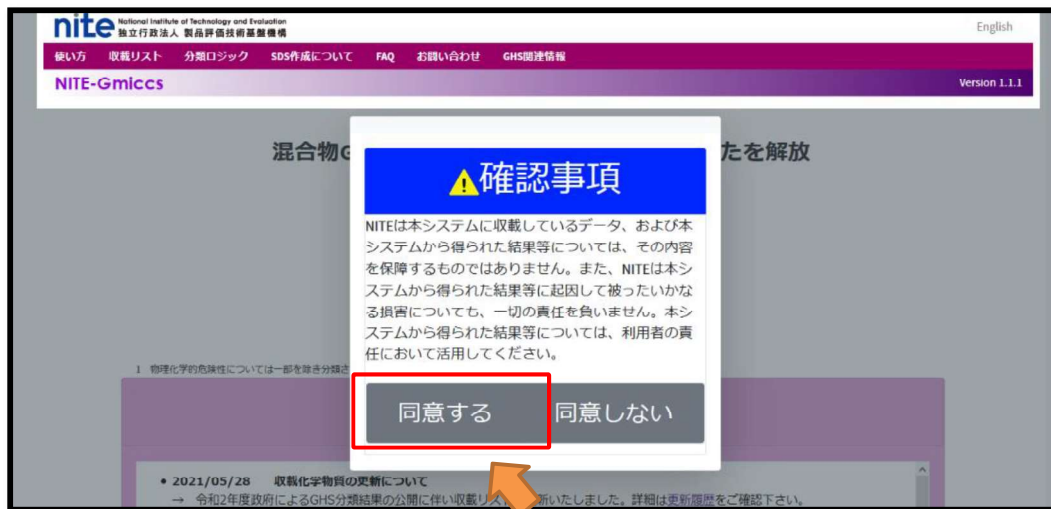 nite National Institute of Technology and Evaluation
独立行政法人 製品評価技術基盤機構
English
使い方 収載リスト 分類ロジック SDS作成について FAQ お問い合わせ GHS関連情報
NITE-Gmiccs
Version 1.1.1
混合物G
たを解放
確認事項
NITEは本システムに収載しているデータ、および本
システムから得られた結果等については、その内容
を保障するものではありません。また、NITEは本シ
ステムから得られた結果等に起因して被ったいかな
る損害についても、一切の責任を負いません。本シ
ステムから得られた結果等については、利用者の責
任において活用してください。
1 物理化学的危険性については一部を除き分類さ
同意する 同意しない
• 2021/05/28 収載化学物質の更新について
→ 令和2年度政府によるGHS分類結果の公開に伴い収載リス 新いたしました。詳細は更新履歴をご確認下さい。